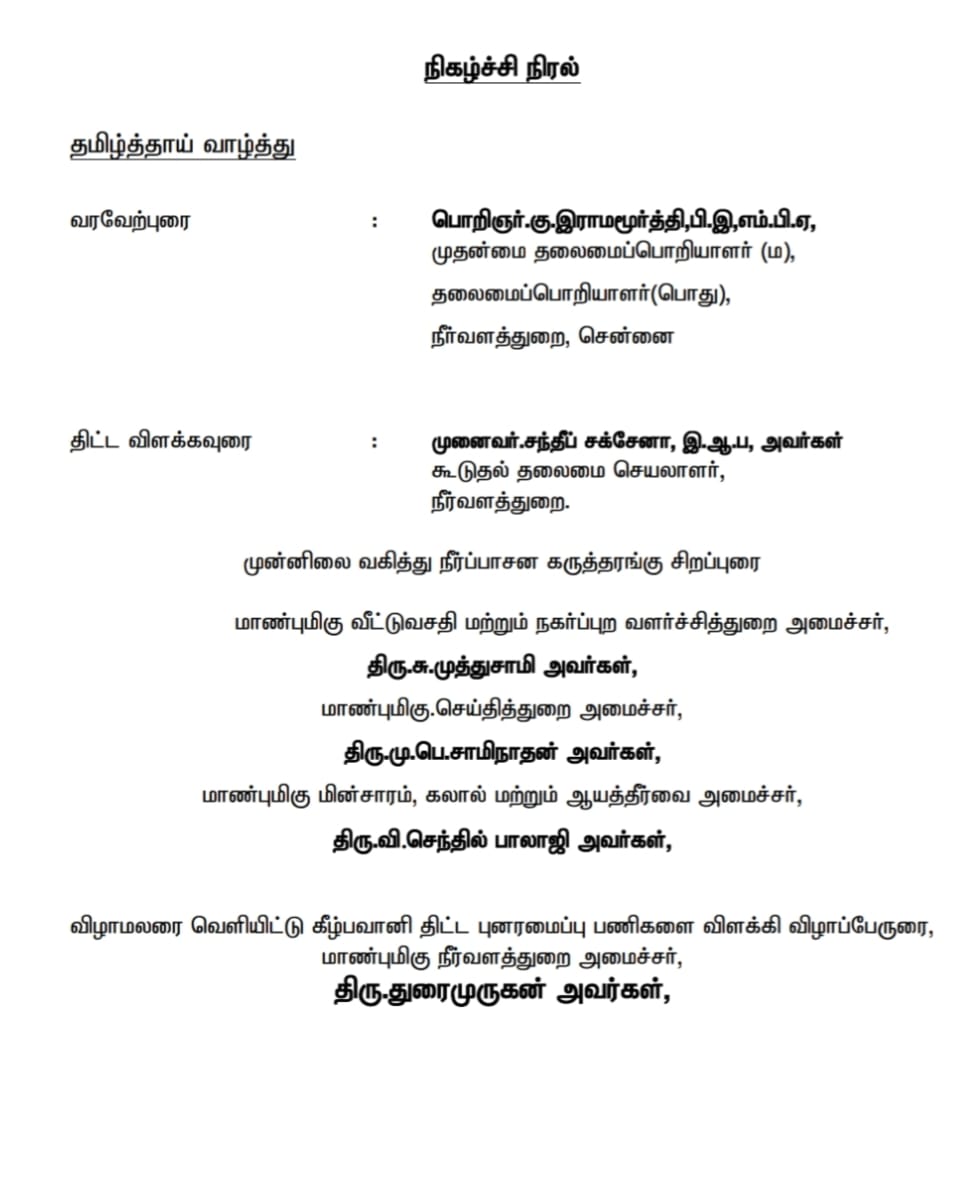 நிகழ்ச்சி நிரல்
தமிழ்த்தாய் வாழ்த்து
வரவேற்புரை : பொறிஞர்.கு.இராமமூர்த்தி,பி.இ,எம்.பி.ஏ,
முதன்மை தலைமைப்பொறியாளர் (ம),
தலைமைப்பொறியாளர்(பொது),
நீர்வளத்துறை, சென்னை
திட்ட விளக்கவுரை : முனைவர்.சந்தீப் சக்சேனா, இ.ஆ.ப, அவர்கள்
கூடுதல் தலைமை செயலாளர்,
நீர்வளத்துறை.
முன்னிலை வகித்து நீர்ப்பாசன கருத்தரங்கு சிறப்புரை
மாண்புமிகு வீட்டுவசதி மற்றும் நகர்ப்புற வளர்ச்சித்துறை அமைச்சர்,
திரு.சு.முத்துசாமி அவர்கள்,
மாண்புமிகு.செய்தித்துறை அமைச்சர்,
திரு.மு.பெ.சாமிநாதன் அவர்கள்,
மாண்புமிகு மின்சாரம், கலால் மற்றும் ஆயத்தீர்வை அமைச்சர்,
திரு.வி.செந்தில் பாலாஜி அவர்கள்,
விழாமலரை வெளியிட்டு கீழ்பவானி திட்ட புனரமைப்பு பணிகளை விளக்கி விழாப்பேருரை,
மாண்புமிகு நீர்வளத்துறை அமைச்சர்,
திரு.துரைமுருகன் அவர்கள்,